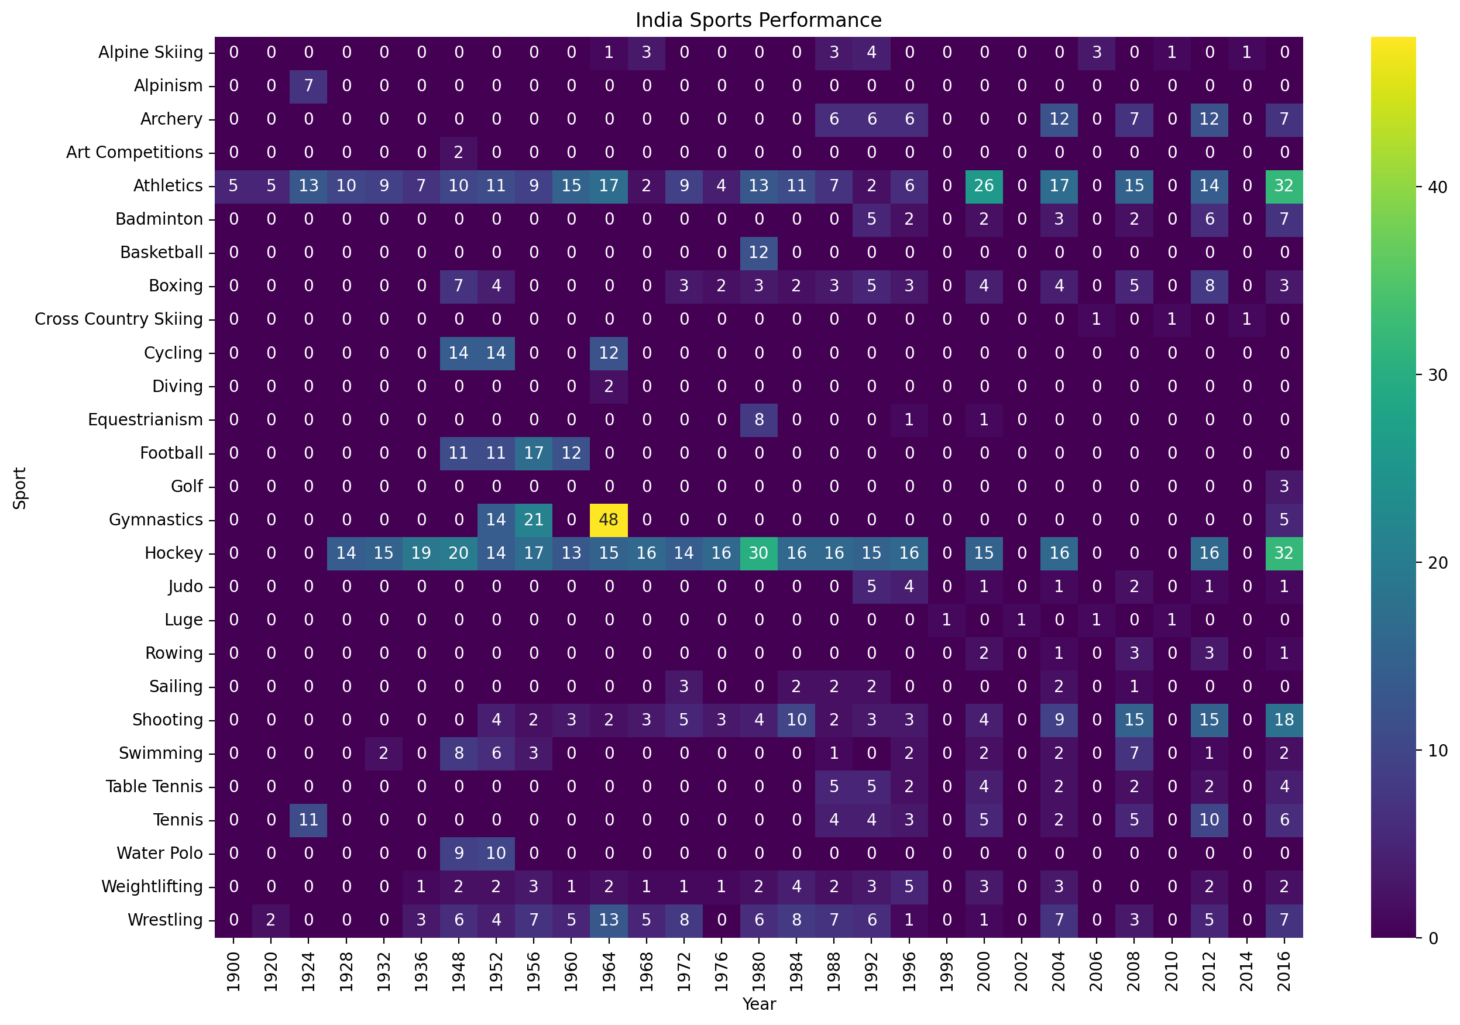 India Sports Performance
Alpine Skiing 0 0 0 0 0 0 0 0 0 0 1 3 0 0 0 0 3 4 0 0 0 0 0 3 0 1 0 1 0
Alpinism 0 0 7 0 0 0 0 0 0 0 0 0 0 0 0 0 0 0 0 0 0 0 0 0 0 0 0 0 0
Archery 0 0 0 0 0 0 0 0 0 0 0 0 0 0 0 0 6 6 6 0 0 0 12 0 7 0 12 0 7
Art Competitions 0 0 0 0 0 0 2 0 0 0 0 0 0 0 0 0 0 0 0 0 0 0 0 0 0 0 0 0 0
Athletics 5 5 13 10 9 7 10 11 9 15 17 2 9 4 13 11 7 2 6 0 26 0 17 0 15 0 14 0 32
Badminton 0 0 0 0 0 0 0 0 0 0 0 0 0 0 0 0 0 5 2 0 2 0 3 0 2 0 6 0 7
Basketball 0 0 0 0 0 0 0 0 0 0 0 0 0 0 12 0 0 0 0 0 0 0 0 0 0 0 0 0 0
Boxing 0 0 0 0 0 0 7 4 0 0 0 0 3 2 3 2 3 5 3 0 4 0 4 0 5 0 8 0 3
Cross Country Skiing 0 0 0 0 0 0 0 0 0 0 0 0 0 0 0 0 0 0 0 0 0 0 0 1 0 1 0 1 0
Cycling 0 0 0 0 0 0 14 14 0 0 12 0 0 0 0 0 0 0 0 0 0 0 0 0 0 0 0 0 0
Diving 0 0 0 0 0 0 0 0 0 0 2 0 0 0 0 0 0 0 0 0 0 0 0 0 0 0 0 0 0
Equestrianism 0 0 0 0 0 0 0 0 0 0 0 0 0 0 8 0 0 0 1 0 1 0 0 0 0 0 0 0 0
Football 0 0 0 0 0 0 11 11 17 12 0 0 0 0 0 0 0 0 0 0 0 0 0 0 0 0 0 0 0
Golf 0 0 0 0 0 0 0 0 0 0 0 0 0 0 0 0 0 0 0 0 0 0 0 0 0 0 0 0 3
Gymnastics 0 0 0 0 0 0 0 14 21 0 48 0 0 0 0 0 0 0 0 0 0 0 0 0 0 0 0 0 5
Hockey 0 0 0 14 15 19 20 14 17 13 15 16 14 16 30 16 16 15 16 0 15 0 16 0 0 0 16 0 32
Judo 0 0 0 0 0 0 0 0 0 0 0 0 0 0 0 0 0 5 4 0 1 0 1 0 2 0 1 0 1
Luge 0 0 0 0 0 0 0 0 0 0 0 0 0 0 0 0 0 0 0 1 0 1 0 1 0 1 0 0 0
Rowing 0 0 0 0 0 0 0 0 0 0 0 0 0 0 0 0 0 0 0 0 2 0 1 0 3 0 3 0 1
Sailing 0 0 0 0 0 0 0 0 0 0 0 0 3 0 0 2 2 2 0 0 0 0 2 0 1 0 0 0 0
Shooting 0 0 0 0 0 0 0 4 2 3 2 3 5 3 4 10 2 3 3 0 4 0 9 0 15 0 15 0 18
Swimming 0 0 0 0 2 0 8 6 3 0 0 0 0 0 0 0 1 0 2 0 2 0 2 0 7 0 1 0 2
Table Tennis 0 0 0 0 0 0 0 0 0 0 0 0 0 0 0 0 5 5 2 0 4 0 2 0 2 0 2 0 4
Tennis 0 0 11 0 0 0 0 0 0 0 0 0 0 0 0 0 4 4 3 0 5 0 2 0 5 0 10 0 6
Water Polo 0 0 0 0 0 0 9 10 0 0 0 0 0 0 0 0 0 0 0 0 0 0 0 0 0 0 0 0 0
Weightlifting 0 0 0 0 0 1 2 2 3 1 2 1 1 1 2 4 2 3 5 0 3 0 3 0 0 0 2 0 2
Wrestling 0 2 0 0 0 3 6 4 7 5 13 5 8 0 6 8 7 6 1 0 1 0 7 0 3 0 5 0 7
Sport
1900 1920 1924 1928 1932 1936 1948 1952 1956 1960 1964 1968 1972 1976 1980 1984 1988 1992 1996 1998 2000 2002 2004 2006 2008 2010 2012 2014 2016
Year
40
30
20
10
0